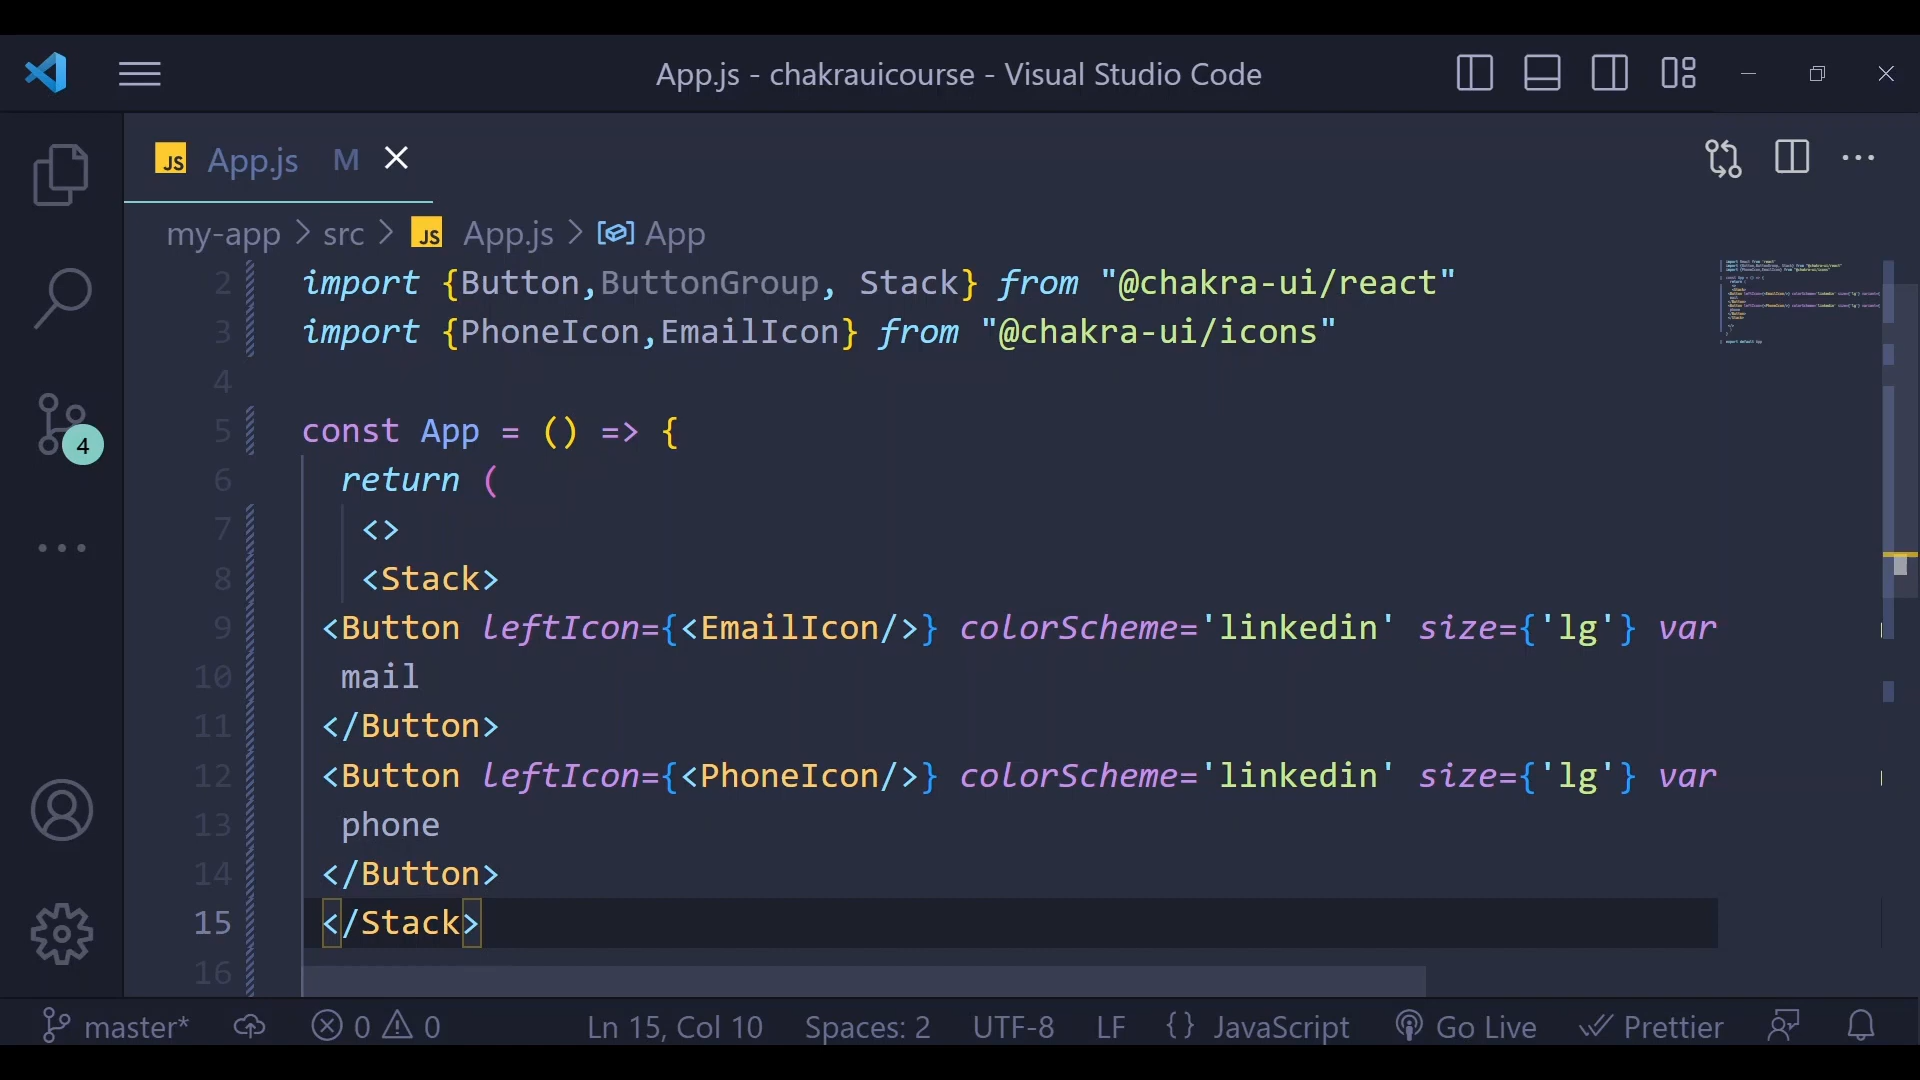 App.js - chakrauicourse - Visual Studio Code
JS App.js M
my-app > src > JS App.js > App
2 import {Button,ButtonGroup, Stack} from "@chakra-ui/react"
3 import {PhoneIcon,EmailIcon} from "@chakra-ui/icons"
4
5 const App = () => {
6 return (
7 <>
8 <Stack>
9 <Button leftIcon={<EmailIcon/>} colorScheme='linkedin' size={'lg'} var
10 mail
11 </Button>
12 <Button leftIcon={<PhoneIcon/>} colorScheme='linkedin' size={'lg'} var
13 phone
14 </Button>
15 </Stack>
16
4
master* 0 0 Ln 15, Col 10 Spaces: 2 UTF-8 LF {} JavaScript Go Live Prettier